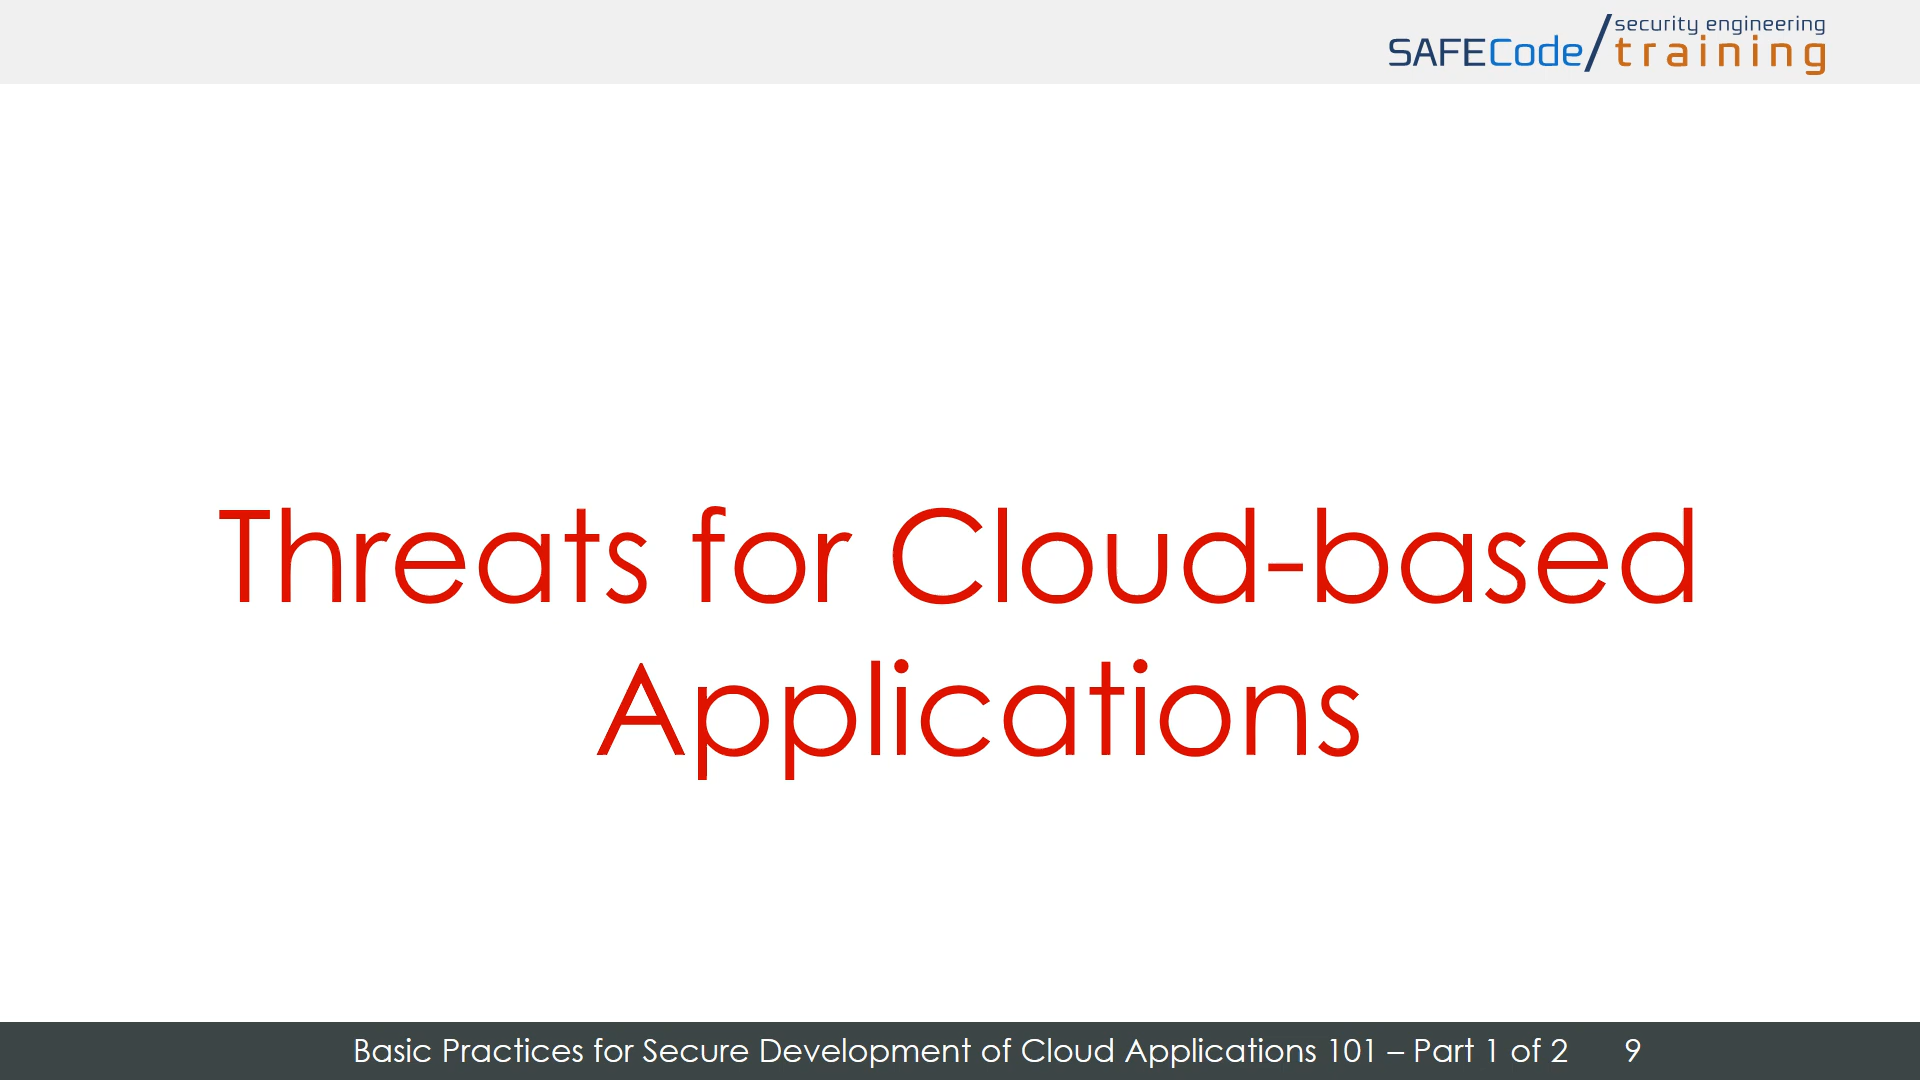 SAFECode/security engineering
training
Threats for Cloud-based
Applications
Basic Practices for Secure Development of Cloud Applications 101 – Part 1 of 2 9